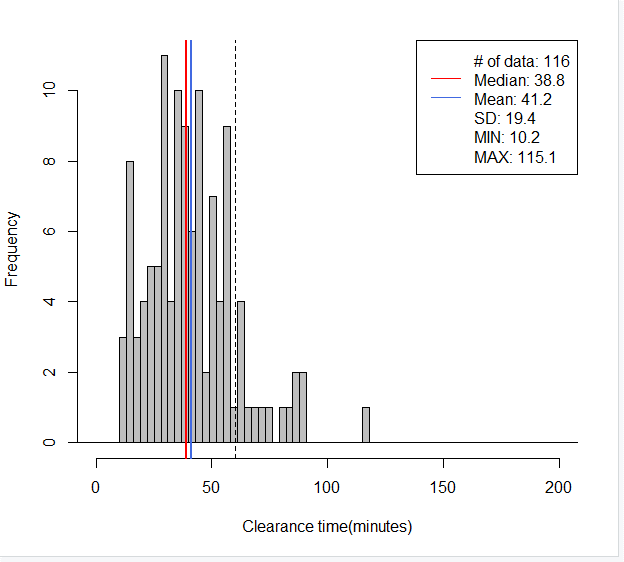 # of data: 116
Median: 38.8
Mean: 41.2
SD: 19.4
MIN: 10.2
MAX: 115.1
Frequency
10
8
6
4
2
0
0 50 100 150 200
Clearance time(minutes)